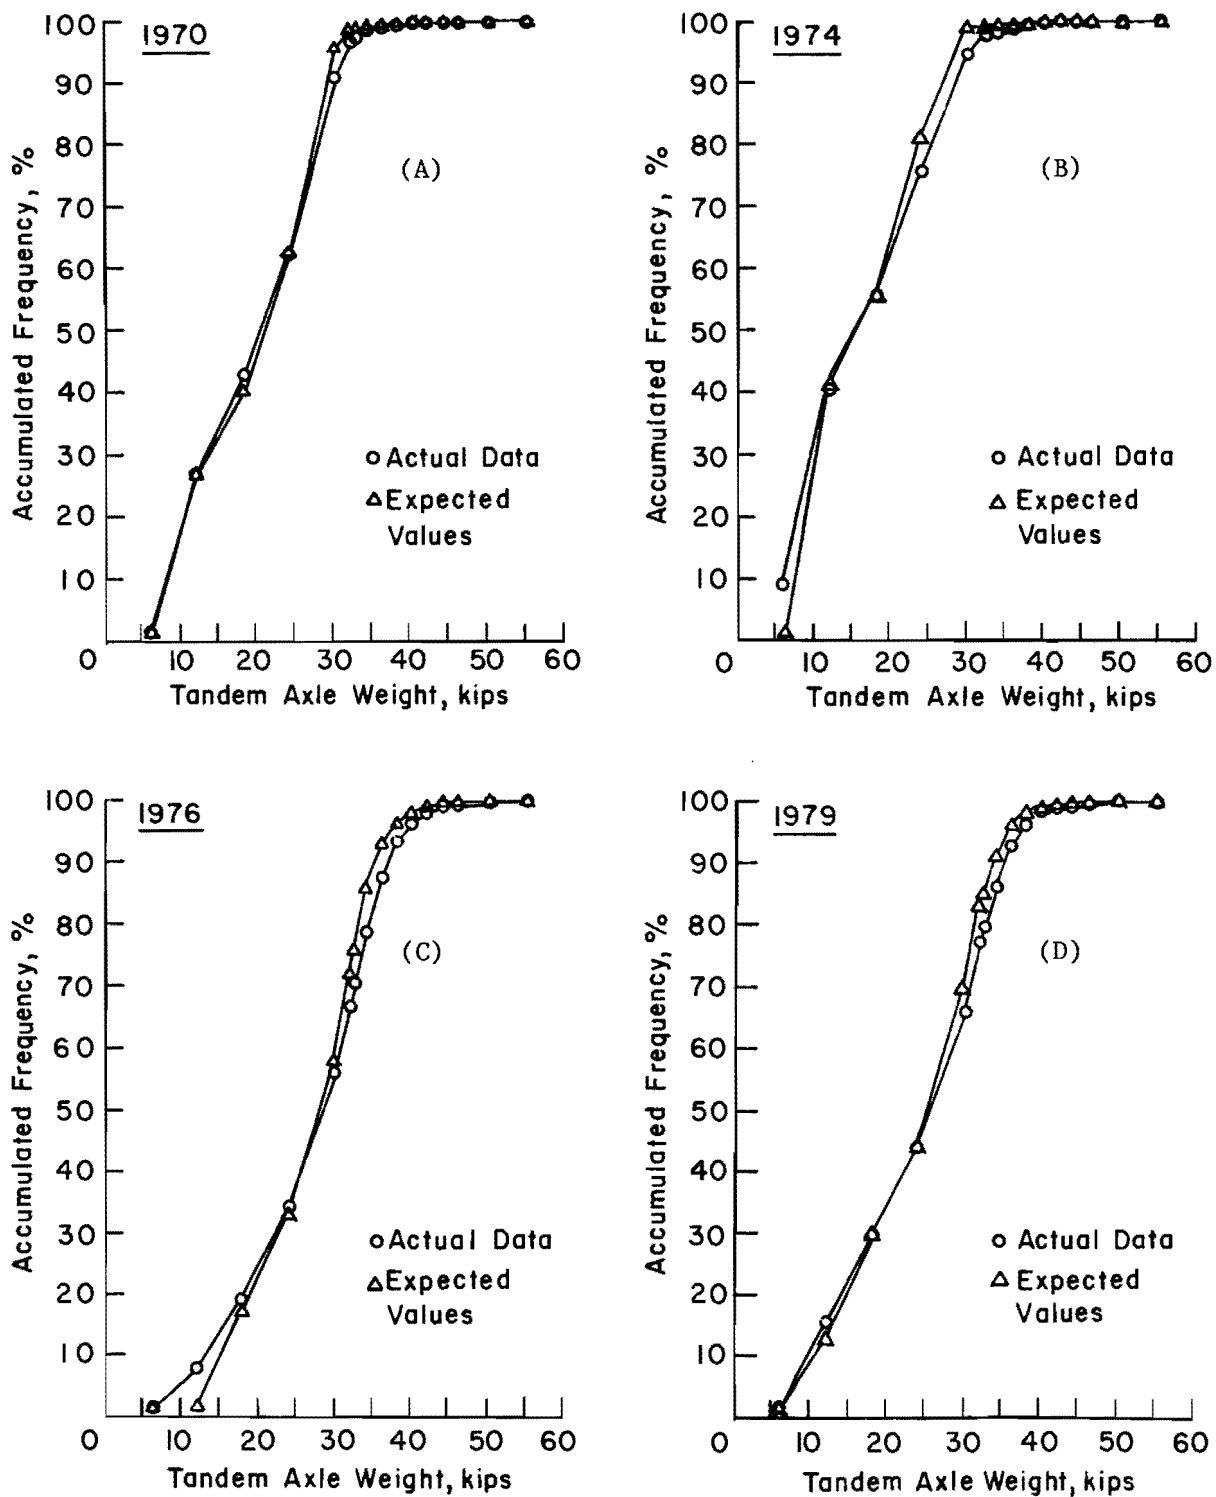 1970
(A)
100
90
80
70
60
50
40
30
20
10
0 10 20 30 40 50 60
Accumulated Frequency, %
Tandem Axle Weight, kips
Actual Data
Expected
Values
1974
(B)
100
90
80
70
60
50
40
30
20
10
0 10 20 30 40 50 60
Accumulated Frequency, %
Tandem Axle Weight, kips
Actual Data
Expected
Values
1976
(C)
100
90
80
70
60
50
40
30
20
10
0 10 20 30 40 50 60
Accumulated Frequency, %
Tandem Axle Weight, kips
Actual Data
Expected
Values
1979
(D)
100
90
80
70
60
50
40
30
20
10
0 10 20 30 40 50 60
Accumulated Frequency, %
Tandem Axle Weight, kips
Actual Data
Expected
Values